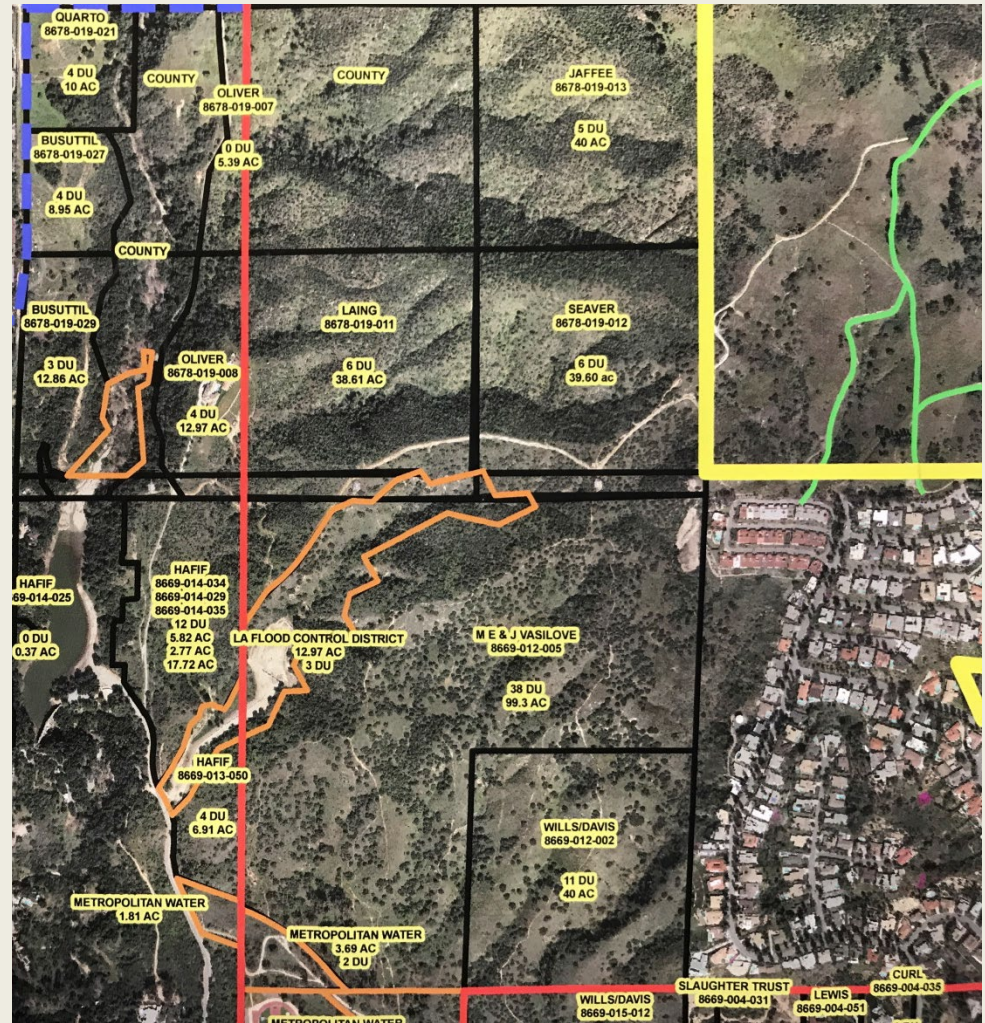 QUARTO
8678-019-021
4 DU
10 AC
COUNTY
OLIVER
8678-019-007
0 DU
5.39 AC
COUNTY
JAFFEE
8678-019-013
5 DU
40 AC
BUSUTTIL
8678-019-027
4 DU
8.95 AC
COUNTY
BUSUTTIL
8678-019-029
3 DU
12.86 AC
OLIVER
8678-019-008
4 DU
12.97 AC
LAING
8678-019-011
6 DU
38.61 AC
SEAVER
8678-019-012
6 DU
39.60 ac
HAFIF
69-014-025
0 DU
0.37 AC
HAFIF
8669-014-034
8669-014-029
8669-014-035
12 DU
5.82 AC
2.77 AC
17.72 AC
LA FLOOD CONTROL DISTRICT
12.97 AC
3 DU
M E & J VASILOVE
8669-012-005
38 DU
99.3 AC
HAFIF
8669-013-050
4 DU
6.91 AC
WILLS/DAVIS
8669-012-002
11 DU
40 AC
METROPOLITAN WATER
1.81 AC
METROPOLITAN WATER
3.69 AC
2 DU
METROPOLITAN WATER
WILLS/DAVIS
8669-015-012
SLAUGHTER TRUST
8669-004-031
LEWIS
8669-004-051
CURL
8669-004-035